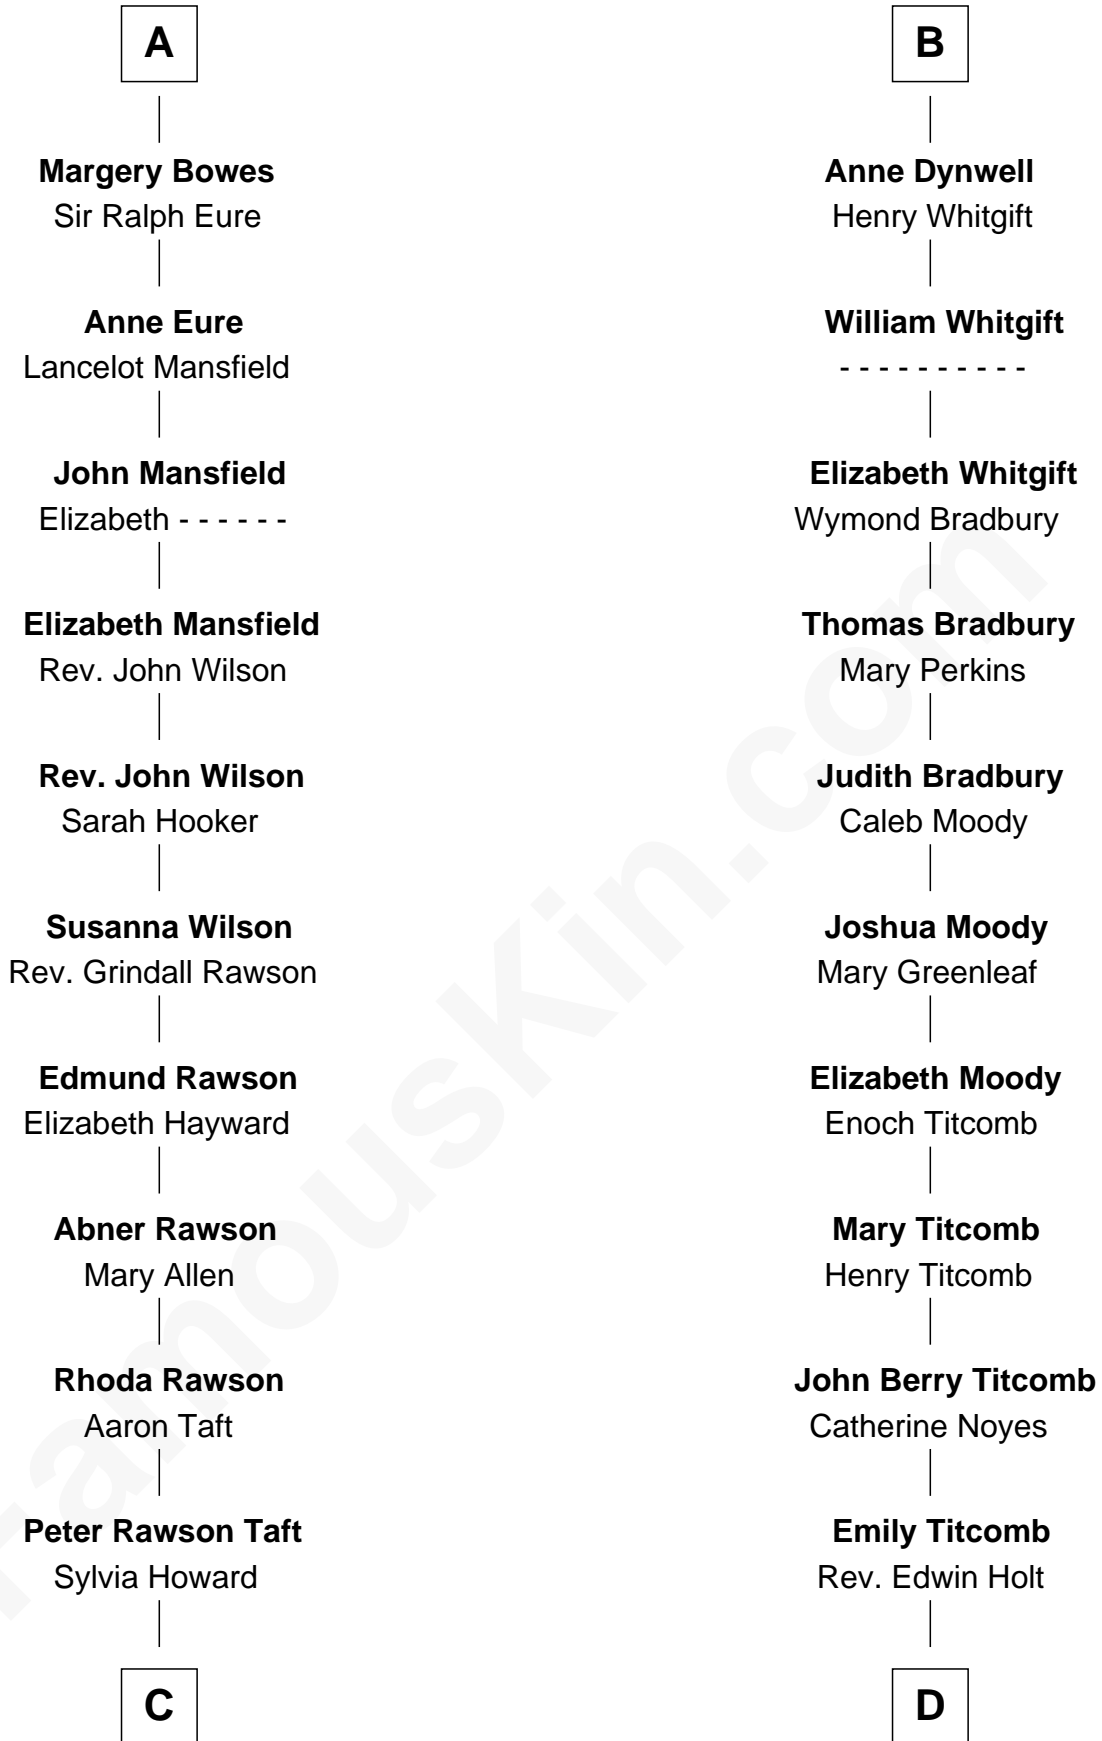 A
Margery Bowes
Sir Ralph Eure
Anne Eure
Lancelot Mansfield
John Mansfield
Elizabeth - - - - - -
Elizabeth Mansfield
Rev. John Wilson
Rev. John Wilson
Sarah Hooker
Susanna Wilson
Rev. Grindall Rawson
Edmund Rawson
Elizabeth Hayward
Abner Rawson
Mary Allen
Rhoda Rawson
Aaron Taft
Peter Rawson Taft
Sylvia Howard
C
B
Anne Dynwell
Henry Whitgift
William Whitgift
- - - - - - - - - -
Elizabeth Whitgift
Wymond Bradbury
Thomas Bradbury
Mary Perkins
Judith Bradbury
Caleb Moody
Joshua Moody
Mary Greenleaf
Elizabeth Moody
Enoch Titcomb
Mary Titcomb
Henry Titcomb
John Berry Titcomb
Catherine Noyes
Emily Titcomb
Rev. Edwin Holt
D
FamousKin.com